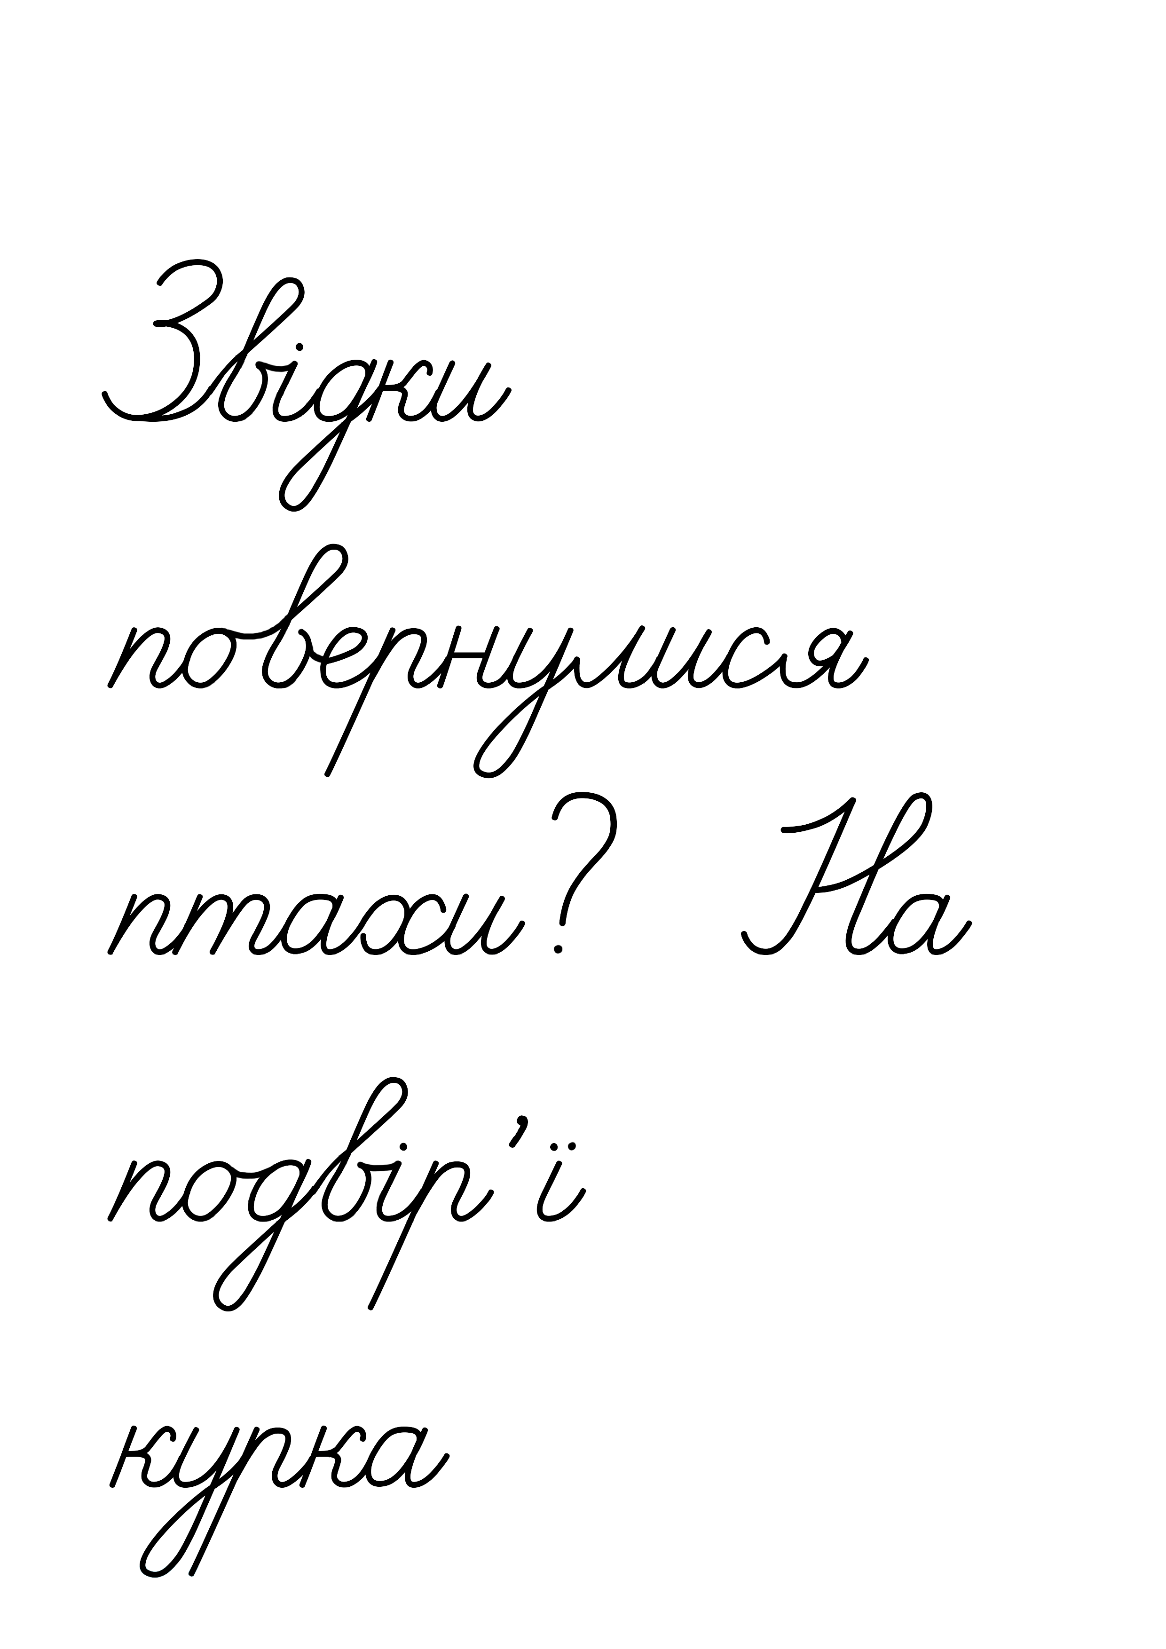 Звідки
повернулися
птахи? На
подвір’ї
курка